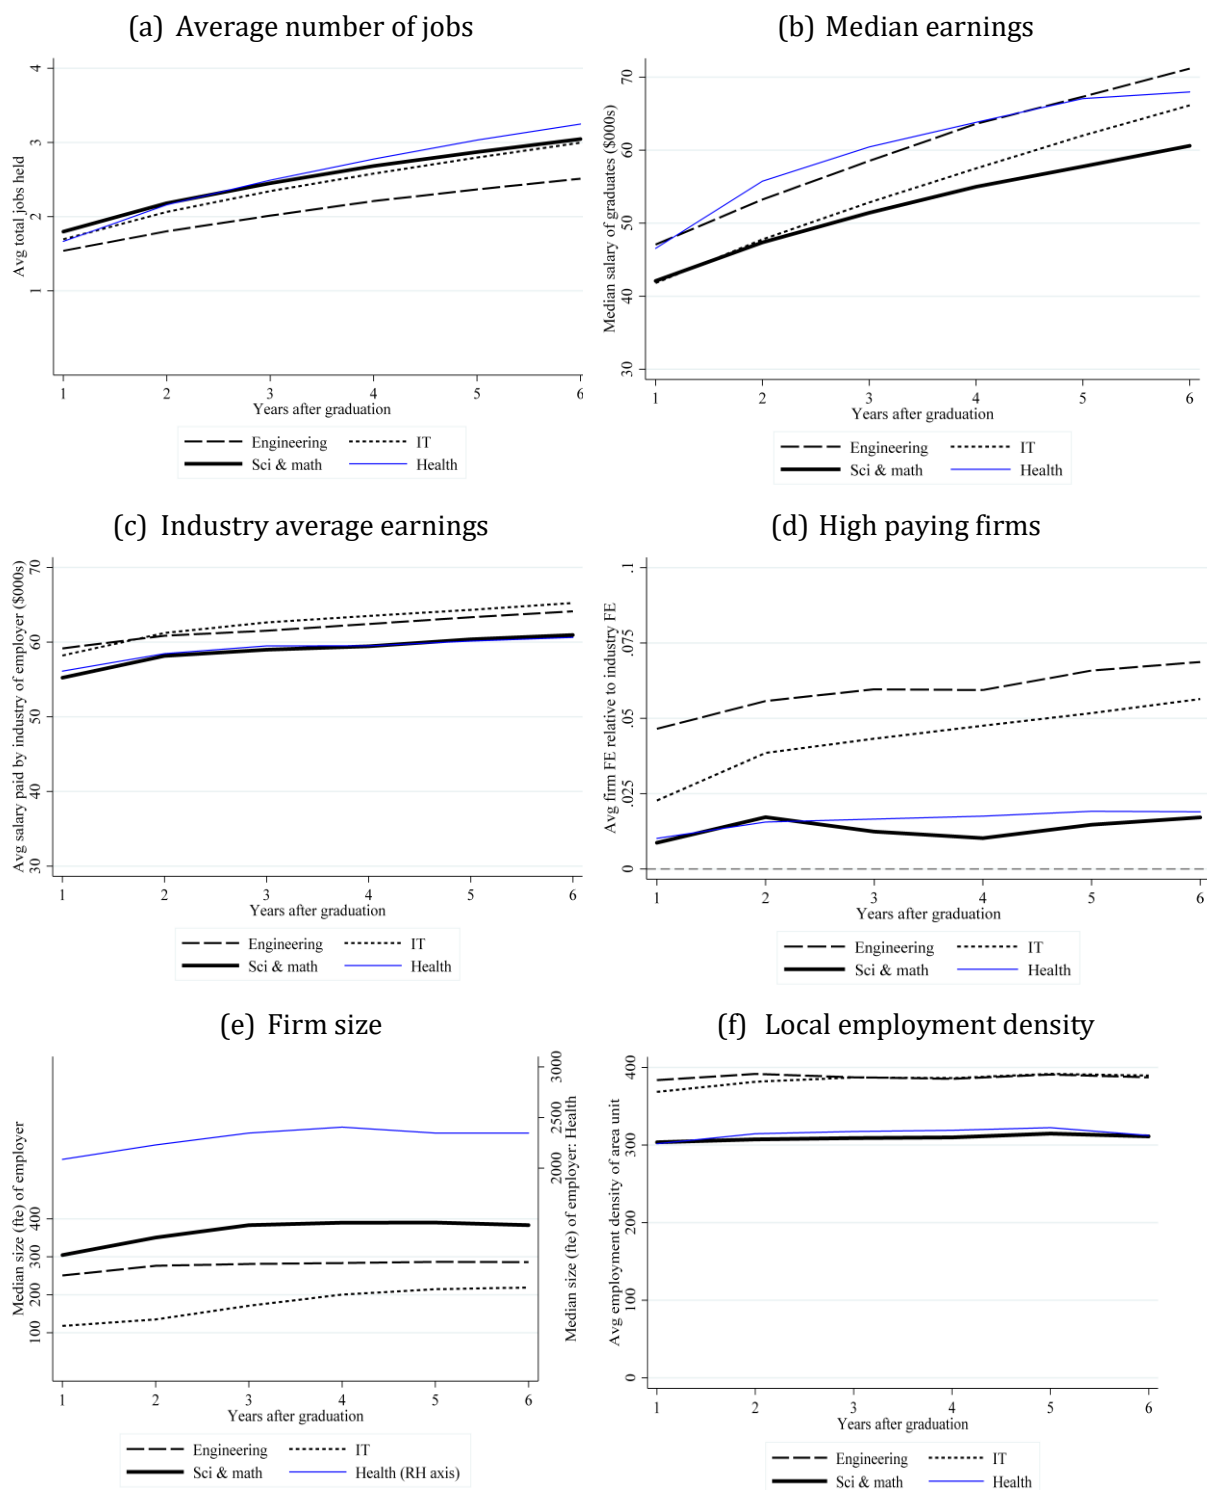 (a) Average number of jobs
Avg total jobs held
4
3
2
1
1 2 3 4 5 6
Years after graduation
Engineering IT
Sci & math Health
(b) Median earnings
Median salary of graduates ($000s)
70
60
50
40
30
1 2 3 4 5 6
Years after graduation
Engineering IT
Sci & math Health
(c) Industry average earnings
Avg salary paid by industry of employer ($000s)
70
60
50
40
30
1 2 3 4 5 6
Years after graduation
Engineering IT
Sci & math Health
(d) High paying firms
Avg firm FE relative to industry FE
.1
.075
.05
.025
0
1 2 3 4 5 6
Years after graduation
Engineering IT
Sci & math Health
(e) Firm size
Median size (fte) of employer
400
300
200
100
3000
2500
2000
Median size (fte) of employer: Health
1 2 3 4 5 6
Years after graduation
Engineering IT
Sci & math Health (RH axis)
(f) Local employment density
Avg employment density of area unit
400
300
200
100
0
1 2 3 4 5 6
Years after graduation
Engineering IT
Sci & math Health